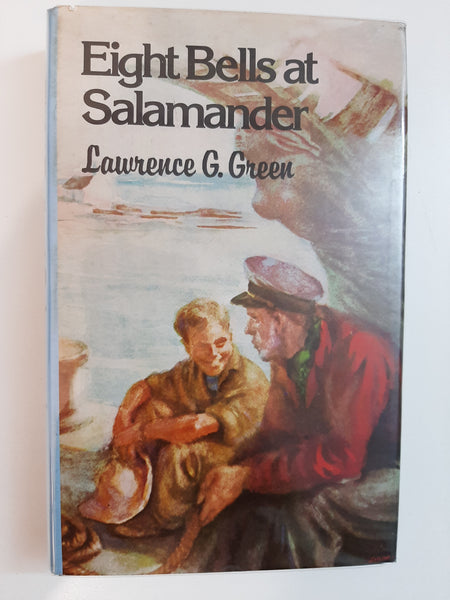 Eight Bells at
Salamander
Lawrence G. Green